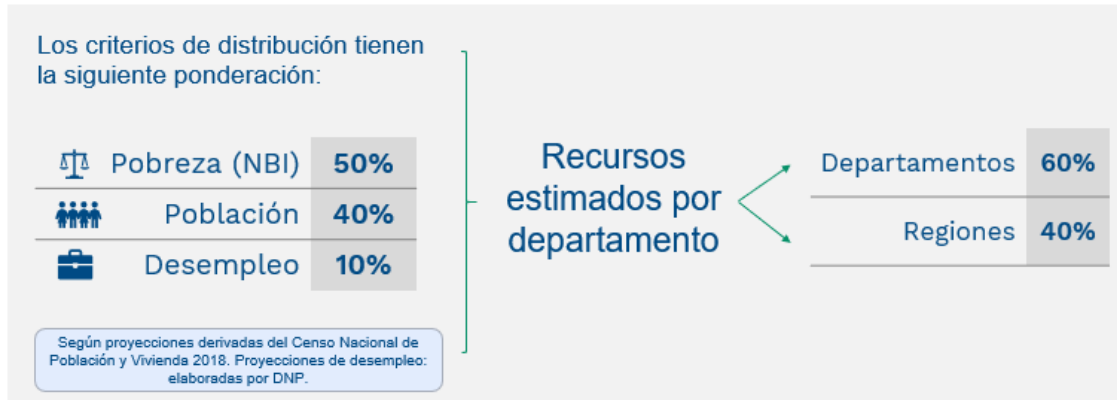 Los criterios de distribución tienen
la siguiente ponderación:
Pobreza (NBI) 50%
Población 40%
Desempleo 10%
Según proyecciones derivadas del Censo Nacional de
Población y Vivienda 2018. Proyecciones de desempleo:
elaboradas por DNP.
Recursos
estimados por
departamento
Departamentos 60%
Regiones 40%